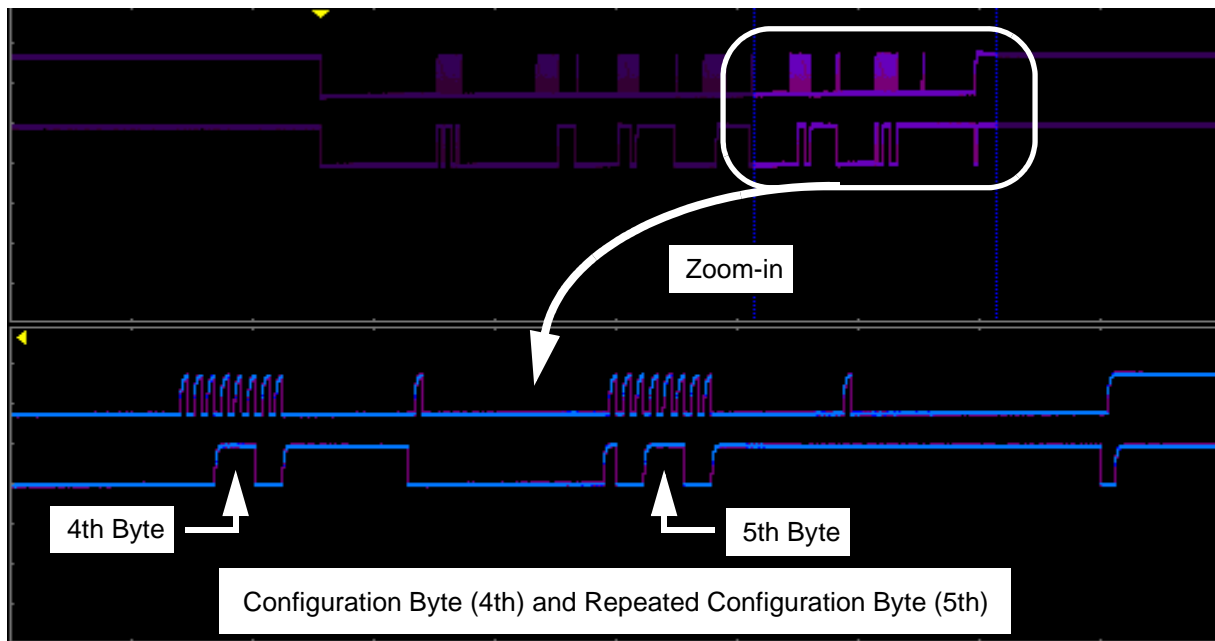 Zoom-in
4th Byte
5th Byte
Configuration Byte (4th) and Repeated Configuration Byte (5th)